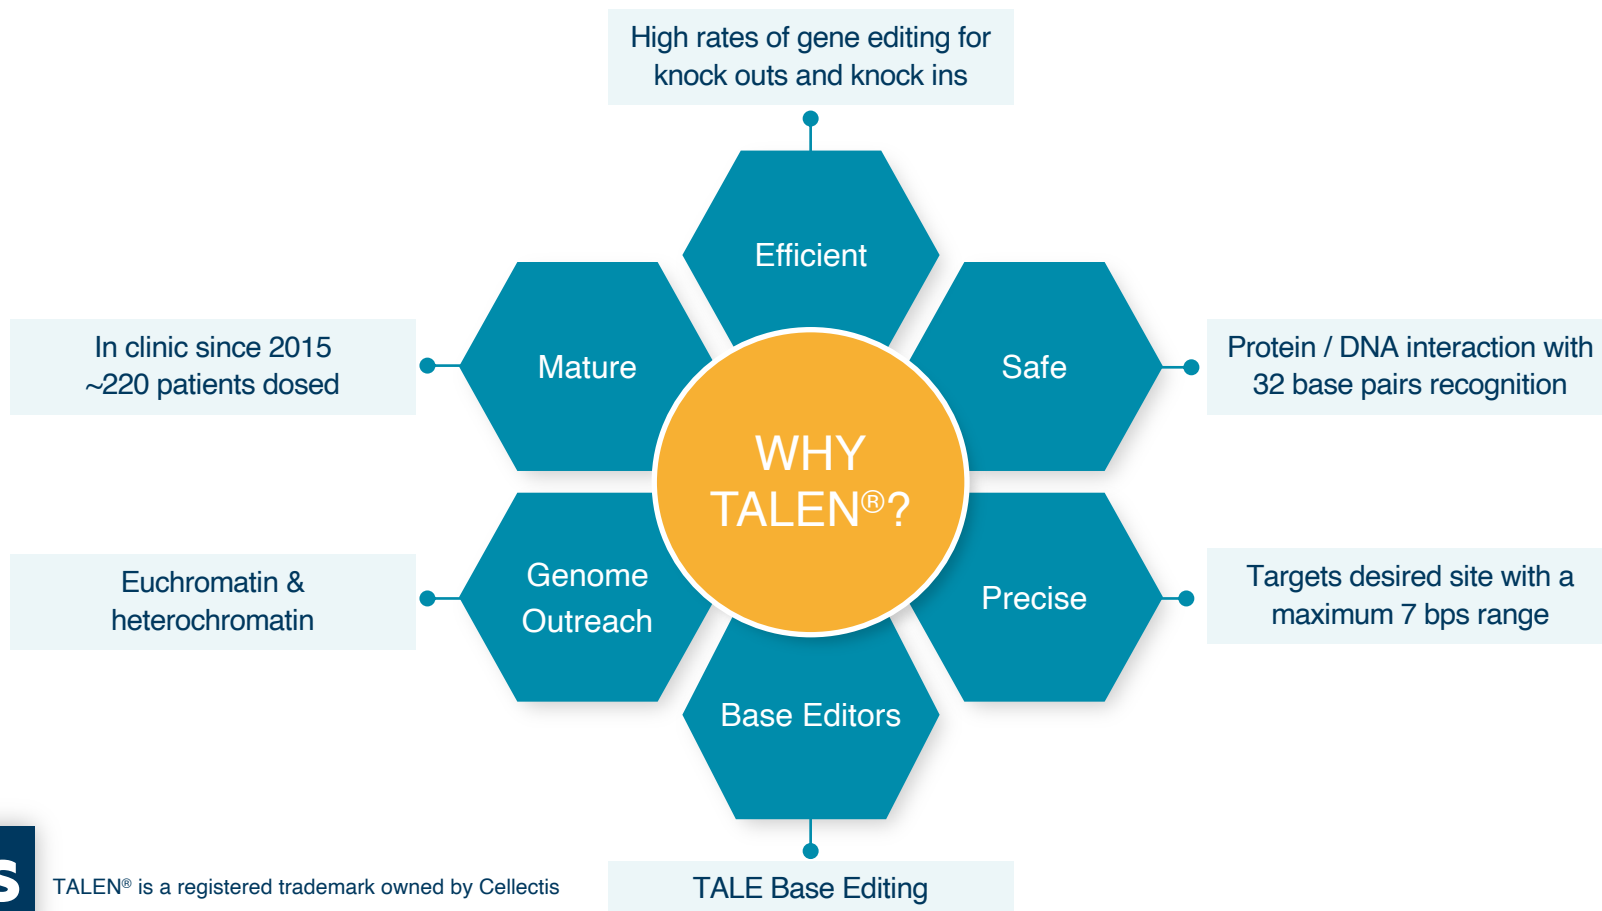 High rates of gene editing for
knock outs and knock ins
Efficient
In clinic since 2015
~220 patients dosed
Mature
Safe
Protein / DNA interaction with
32 base pairs recognition
WHY
TALEN®?
Euchromatin &
heterochromatin
Genome
Outreach
Precise
Targets desired site with a
maximum 7 bps range
Base Editors
TALE Base Editing
s
TALEN® is a registered trademark owned by Cellectis